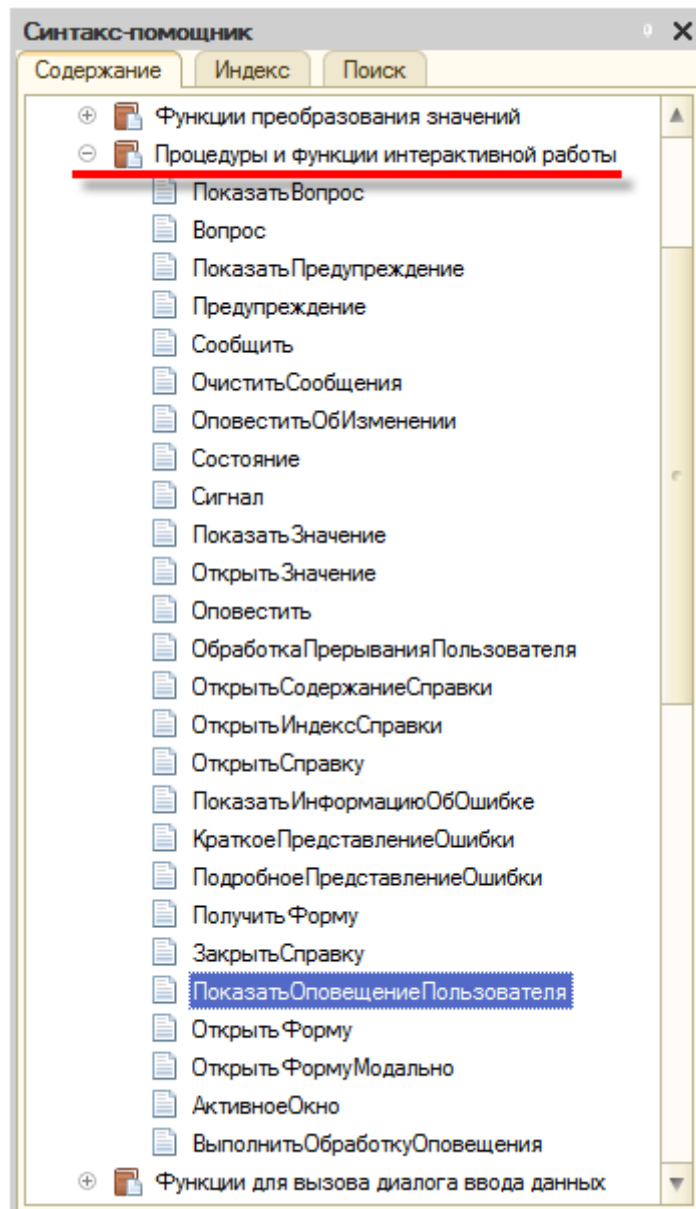 Синтакс-помощник
Содержание Индекс Поиск
Функции преобразования значений
Процедуры и функции интерактивной работы
ПоказатьВопрос
Вопрос
ПоказатьПредупреждение
Предупреждение
Сообщить
ОчиститьСообщения
ОповеститьОбИзменении
Состояние
Сигнал
ПоказатьЗначение
ОткрытьЗначение
Оповестить
ОбработкаПрерыванияПользователя
ОткрытьСодержаниеСправки
ОткрытьИндексСправки
ОткрытьСправку
ПоказатьИнформациюОбОшибке
КраткоеПредставлениеОшибки
ПодробноеПредставлениеОшибки
ПолучитьФорму
ЗакрытьСправку
ПоказатьОповещениеПользователя
ОткрытьФорму
ОткрытьФормуМодально
АктивноеОкно
ВыполнитьОбработкуОповещения
Функции для вызова диалога ввода данных